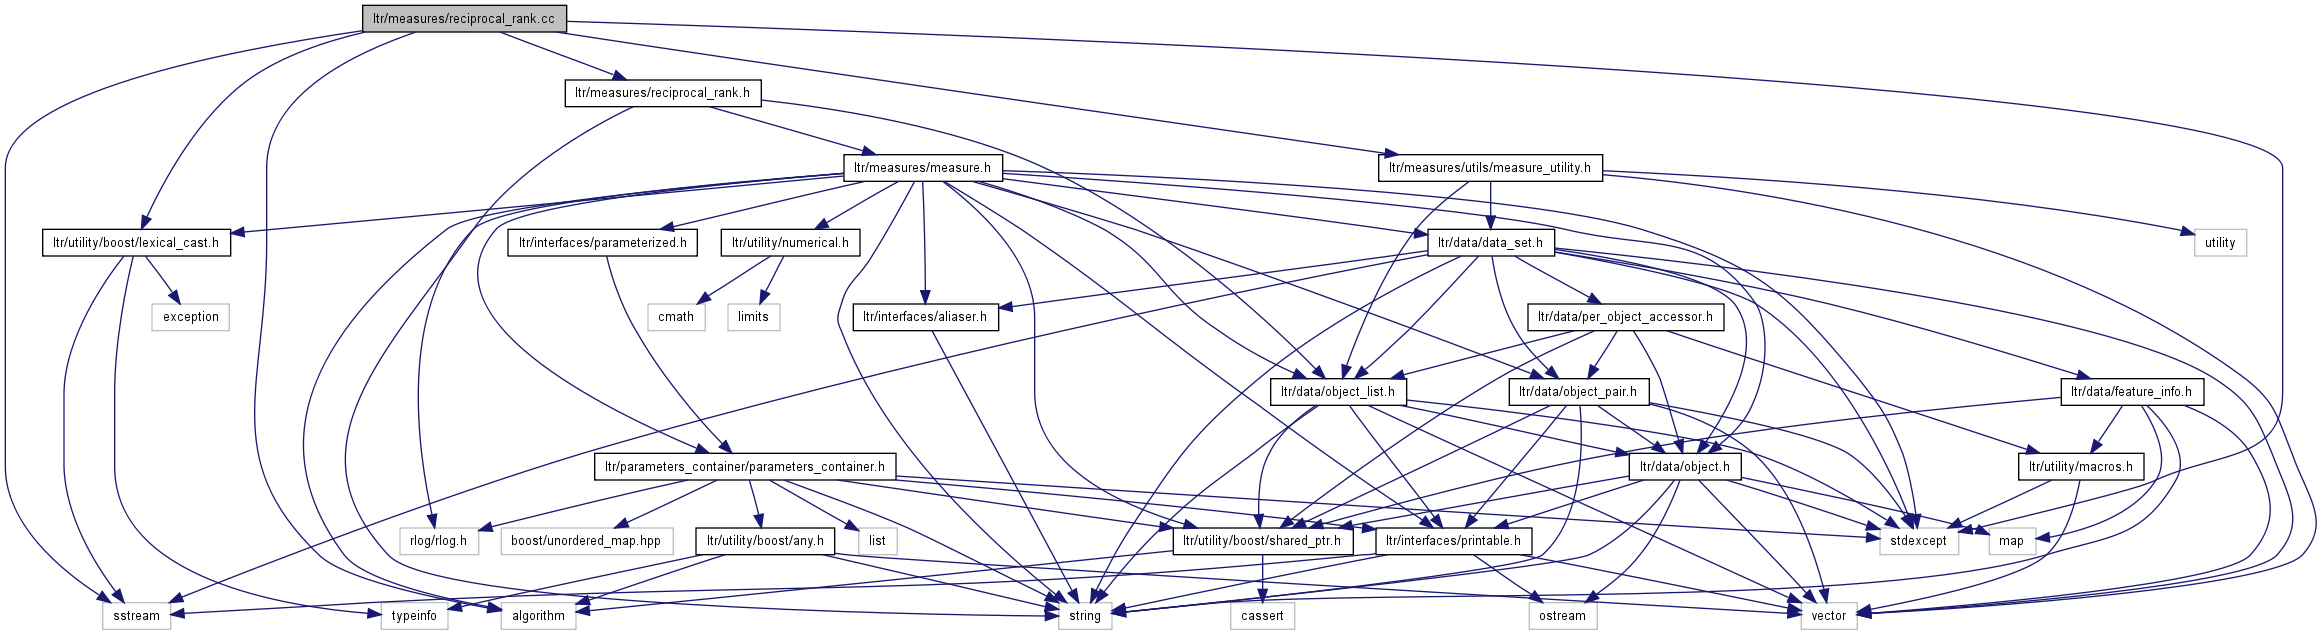 ltr/measures/reciprocal_rank.cc
ltr/measures/reciprocal_rank.h
ltr/measures/measure.h
ltr/measures/utils/measure_utility.h
ltr/utility/boost/lexical_cast.h
ltr/interfaces/parameterized.h
ltr/utility/numerical.h
ltr/data/data_set.h
utility
exception
cmath
limits
ltr/interfaces/aliaser.h
ltr/data/per_object_accessor.h
ltr/data/object_list.h
ltr/data/object_pair.h
ltr/data/feature_info.h
ltr/parameters_container/parameters_container.h
ltr/data/object.h
ltr/utility/macros.h
rlog/rlog.h
boost/unordered_map.hpp
ltr/utility/boost/any.h
list
ltr/utility/boost/shared_ptr.h
ltr/interfaces/printable.h
stdexcept
map
sstream
typeinfo
algorithm
string
cassert
ostream
vector